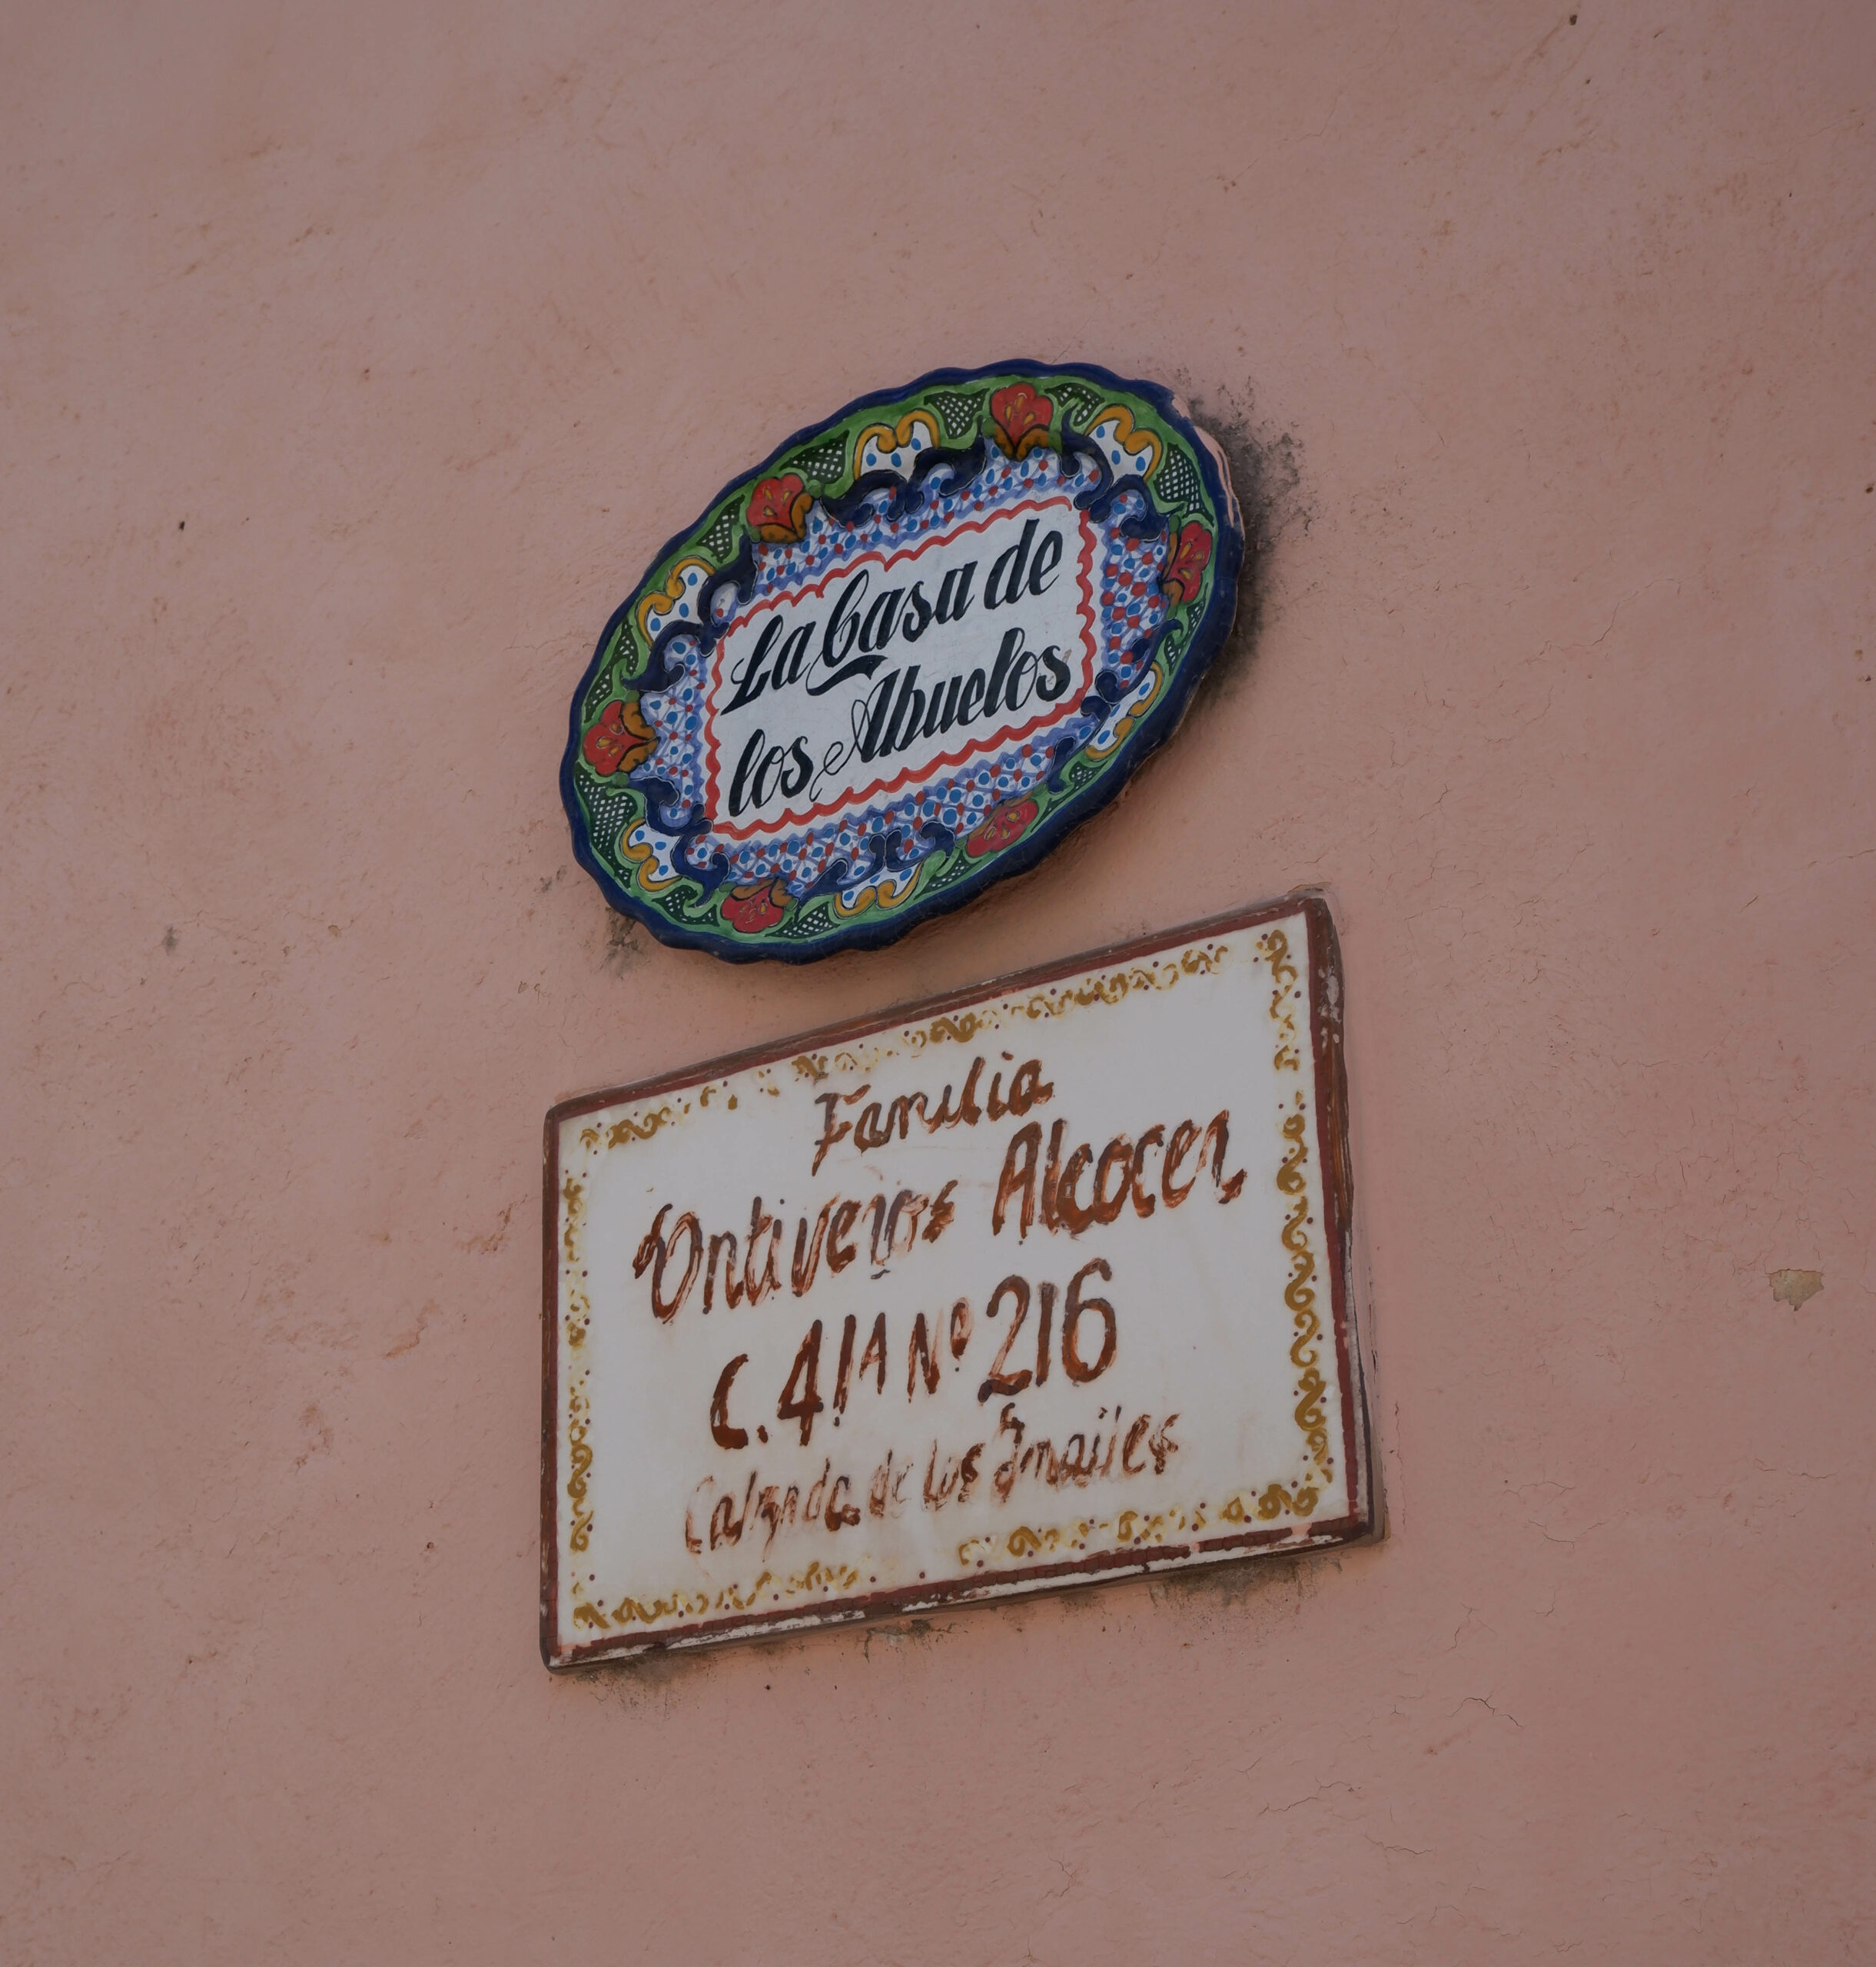 La Casa de
los Abuelos
Familia
Ontiveros Alcocer
C. 41A Nº 216
Calzada de los Frailes